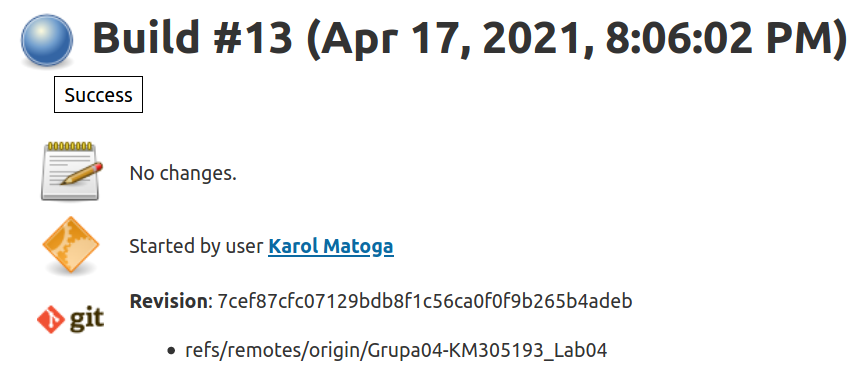 Build #13 (Apr 17, 2021, 8:06:02 PM)
Success
No changes.
Started by user Karol Matoga
git
Revision: 7cef87cfc07129bdb8f1c56ca0f0f9b265b4adeb
• refs/remotes/origin/Grupa04-KM305193_Lab04